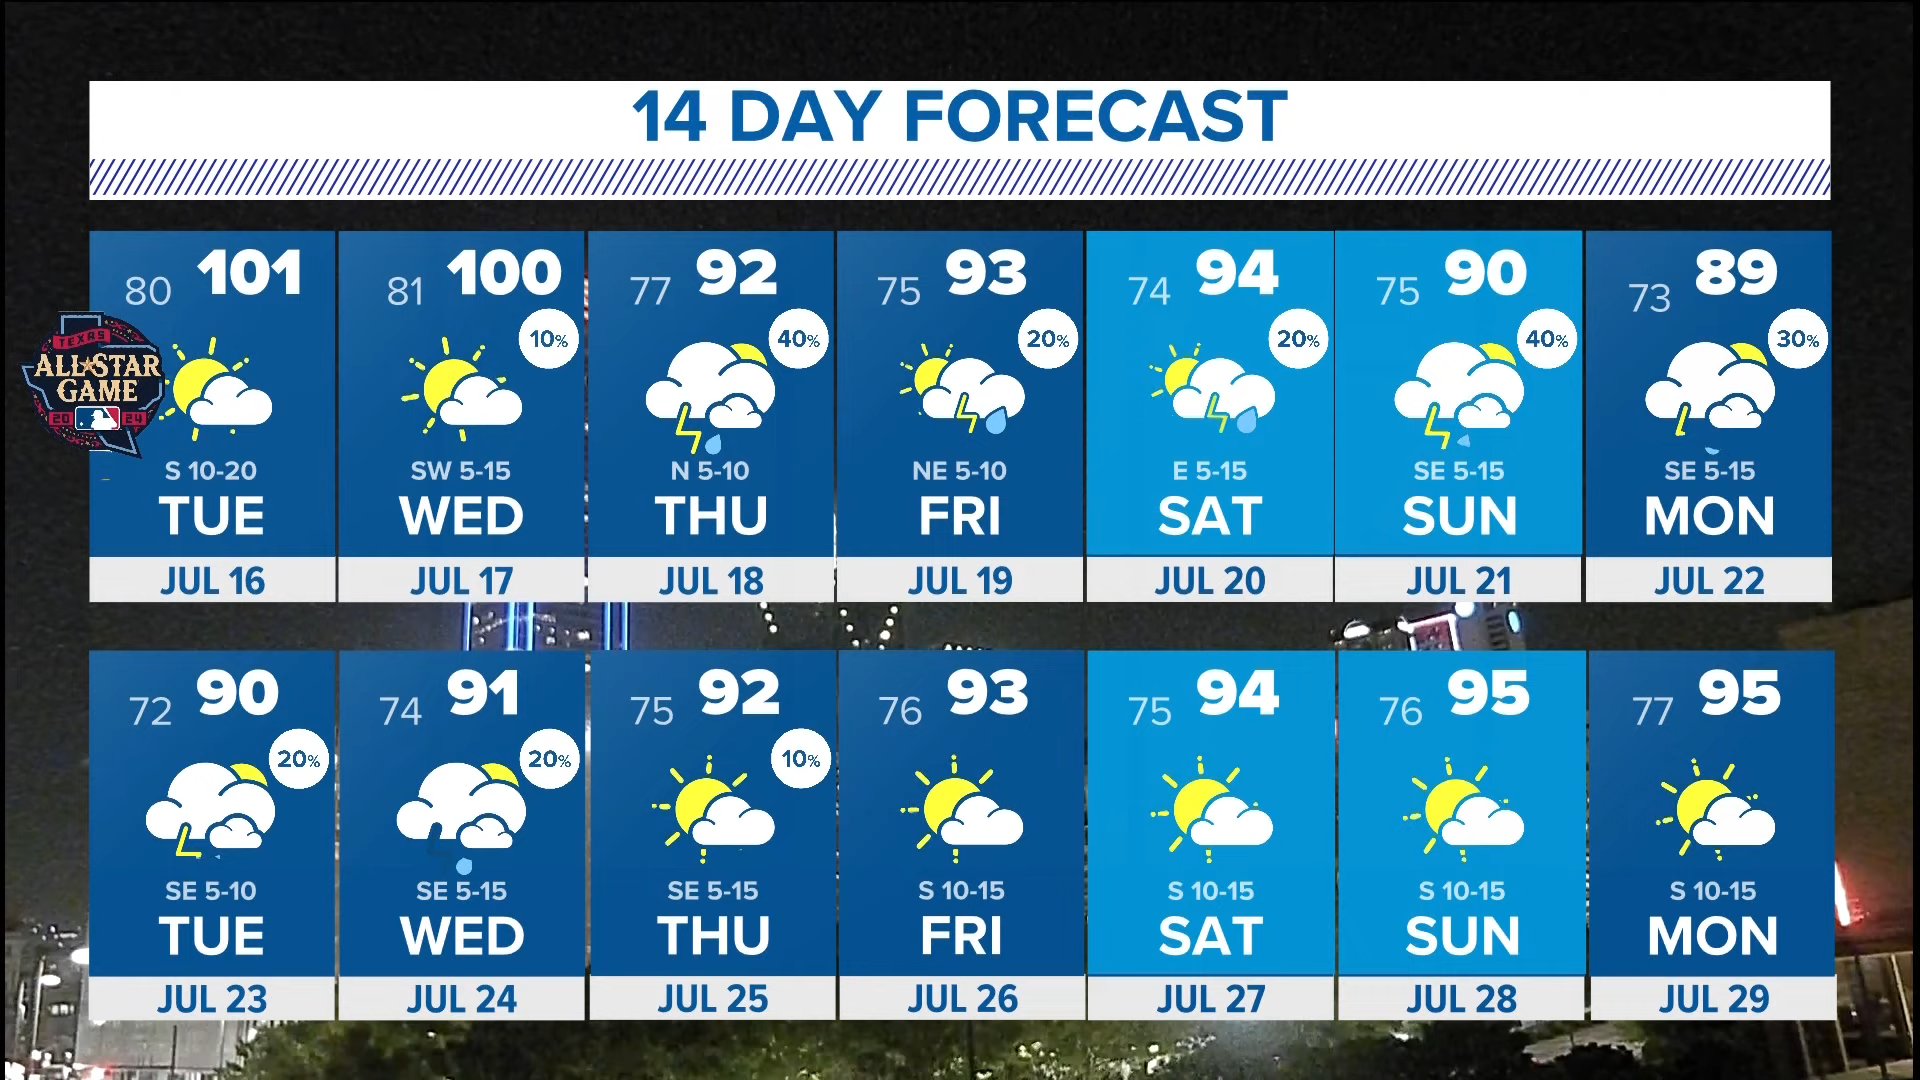 14 DAY FORECAST
80 101
TEXAS
ALL STAR
GAME
20 24
S 10-20
TUE
JUL 16
81 100
10%
SW 5-15
WED
JUL 17
77 92
40%
N 5-10
THU
JUL 18
75 93
20%
NE 5-10
FRI
JUL 19
74 94
20%
E 5-15
SAT
JUL 20
75 90
40%
SE 5-15
SUN
JUL 21
73 89
30%
SE 5-15
MON
JUL 22
72 90
20%
SE 5-10
TUE
JUL 23
74 91
20%
SE 5-15
WED
JUL 24
75 92
10%
SE 5-15
THU
JUL 25
76 93
S 10-15
FRI
JUL 26
75 94
S 10-15
SAT
JUL 27
76 95
S 10-15
SUN
JUL 28
77 95
S 10-15
MON
JUL 29